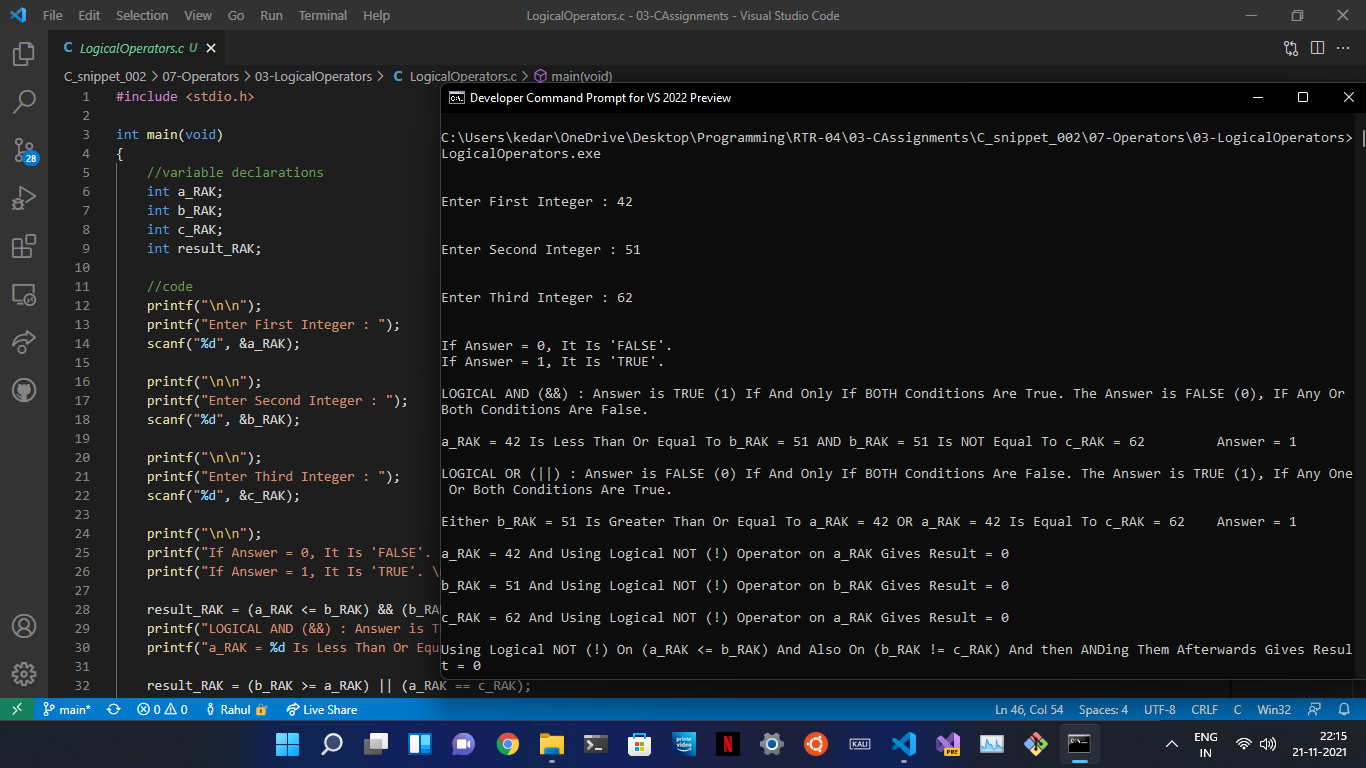 File Edit Selection View Go Run Terminal Help
LogicalOperators.c - 03-CAssignments - Visual Studio Code
C LogicalOperators.c U
C_snippet_002 > 07-Operators > 03-LogicalOperators > C LogicalOperators.c > main(void)
28
1 #include <stdio.h>
2
3 int main(void)
4 {
5 //variable declarations
6 int a_RAK;
7 int b_RAK;
8 int c_RAK;
9 int result_RAK;
10
11 //code
12 printf("\n\n");
13 printf("Enter First Integer : ");
14 scanf("%d", &a_RAK);
15
16 printf("\n\n");
17 printf("Enter Second Integer : ");
18 scanf("%d", &b_RAK);
19
20 printf("\n\n");
21 printf("Enter Third Integer : ");
22 scanf("%d", &c_RAK);
23
24 printf("\n\n");
25 printf("If Answer = 0, It Is 'FALSE'.
26 printf("If Answer = 1, It Is 'TRUE'. \
27
28 result_RAK = (a_RAK <= b_RAK) && (b_RA
29 printf("LOGICAL AND (&&) : Answer is T
30 printf("a_RAK = %d Is Less Than Or Equ
31
32 result_RAK = (b_RAK >= a_RAK) || (a_RAK == c_RAK);
Developer Command Prompt for VS 2022 Preview
C:\Users\kedar\OneDrive\Desktop\Programming\RTR-04\03-CAssignments\C_snippet_002\07-Operators\03-LogicalOperators>
LogicalOperators.exe
Enter First Integer : 42
Enter Second Integer : 51
Enter Third Integer : 62
If Answer = 0, It Is 'FALSE'.
If Answer = 1, It Is 'TRUE'.
LOGICAL AND (&&) : Answer is TRUE (1) If And Only If BOTH Conditions Are True. The Answer is FALSE (0), IF Any Or
Both Conditions Are False.
a_RAK = 42 Is Less Than Or Equal To b_RAK = 51 AND b_RAK = 51 Is NOT Equal To c_RAK = 62 Answer = 1
LOGICAL OR (||) : Answer is FALSE (0) If And Only If BOTH Conditions Are False. The Answer is TRUE (1), If Any One
Or Both Conditions Are True.
Either b_RAK = 51 Is Greater Than Or Equal To a_RAK = 42 OR a_RAK = 42 Is Equal To c_RAK = 62 Answer = 1
a_RAK = 42 And Using Logical NOT (!) Operator on a_RAK Gives Result = 0
b_RAK = 51 And Using Logical NOT (!) Operator on b_RAK Gives Result = 0
c_RAK = 62 And Using Logical NOT (!) Operator on a_RAK Gives Result = 0
Using Logical NOT (!) On (a_RAK <= b_RAK) And Also On (b_RAK != c_RAK) And then ANDing Them Afterwards Gives Resul
t = 0
main* 0 0 Rahul Live Share Ln 46, Col 54 Spaces: 4 UTF-8 CRLF C Win32
prime video N KALI PRE
ENG
IN
22:15
21-11-2021